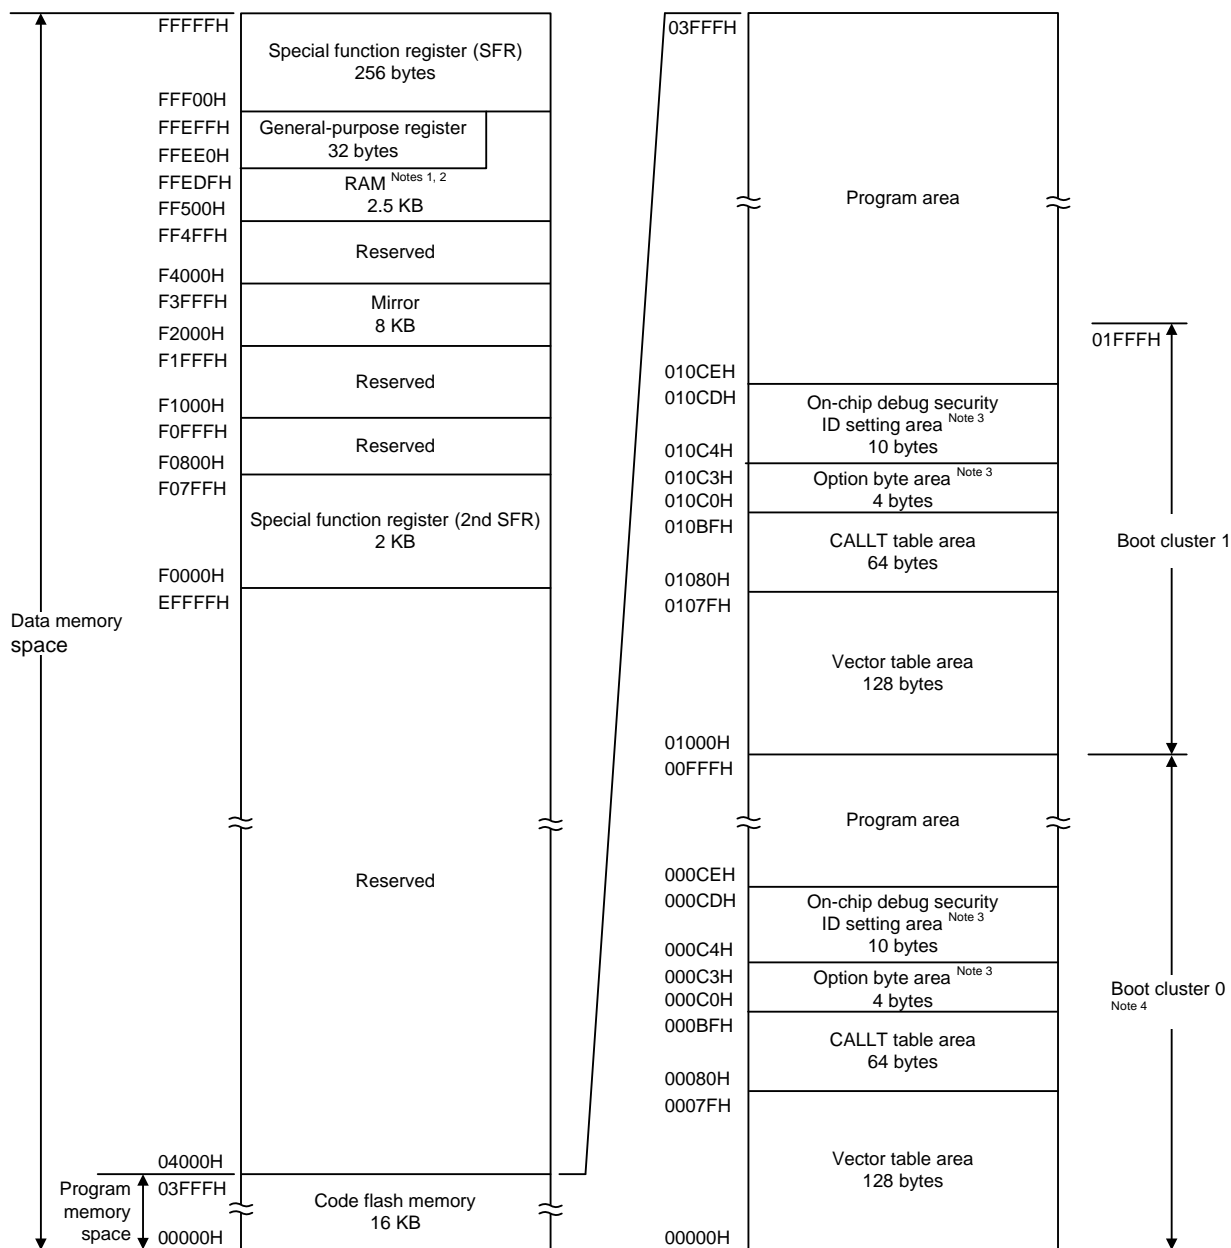 FFFFFH
Special function register (SFR)
256 bytes
FFF00H
FFEFFH
General-purpose register
32 bytes
FFEE0H
FFEDFH
RAM Notes 1, 2
2.5 KB
FF500H
FF4FFH
Reserved
F4000H
F3FFFH
Mirror
8 KB
F2000H
F1FFFH
Reserved
F1000H
F0FFFH
Reserved
F0800H
F07FFH
Special function register (2nd SFR)
2 KB
F0000H
EFFFFH
Data memory
space
Reserved
04000H
Program
memory
space
03FFFH
Code flash memory
16 KB
00000H
03FFFH
Program area
01FFFH
010CEH
010CDH
On-chip debug security
ID setting area Note 3
10 bytes
010C4H
010C3H
Option byte area Note 3
4 bytes
010C0H
010BFH
CALLT table area
64 bytes
01080H
0107FH
Boot cluster 1
Vector table area
128 bytes
01000H
00FFFH
Program area
000CEH
000CDH
On-chip debug security
ID setting area Note 3
10 bytes
000C4H
000C3H
Option byte area Note 3
4 bytes
000C0H
000BFH
Boot cluster 0
Note 4
CALLT table area
64 bytes
00080H
0007FH
Vector table area
128 bytes
00000H